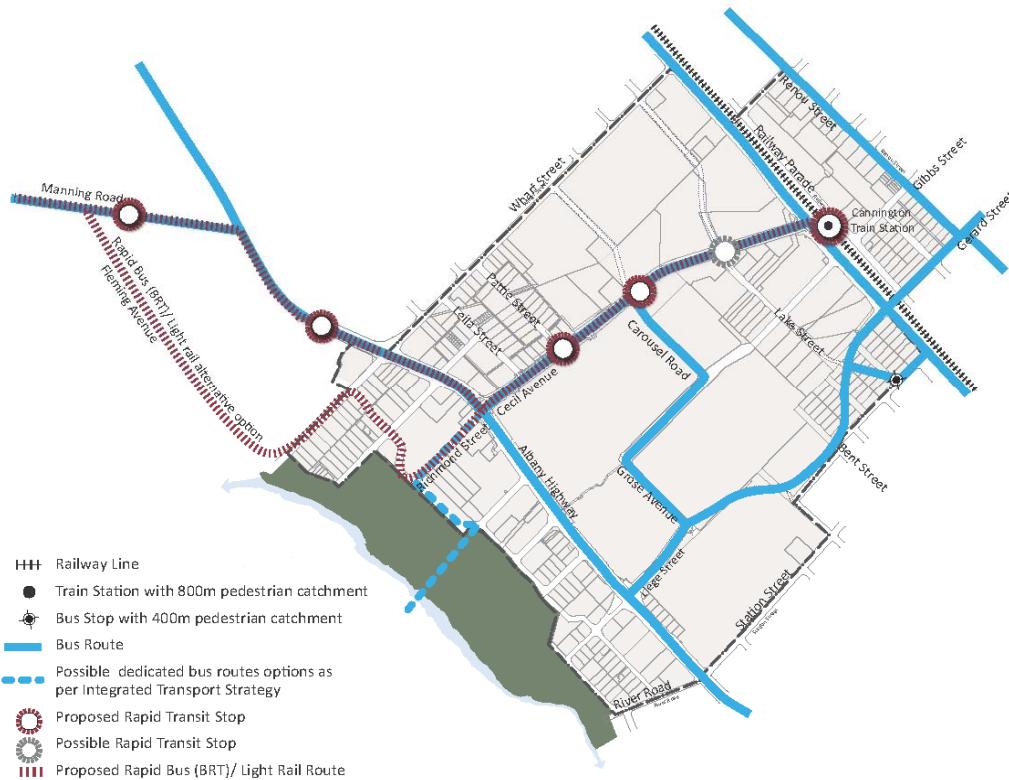 Renou Street
Railway Parade
Gibbs Street
Wharf Street
Manning Road
Cannington
Train Station
Gerard Street
Rapid Bus (BRT)/ Light rail alternative option
Fleming Avenue
Pattie Street
Leila Street
Lake Street
Carousel Road
Cecil Avenue
Richmond Street
Albany Highway
Grose Avenue
Bent Street
Liege Street
Station Street
River Road
Railway Line
Train Station with 800m pedestrian catchment
Bus Stop with 400m pedestrian catchment
Bus Route
Possible dedicated bus routes options as
per Integrated Transport Strategy
Proposed Rapid Transit Stop
Possible Rapid Transit Stop
Proposed Rapid Bus (BRT)/ Light Rail Route